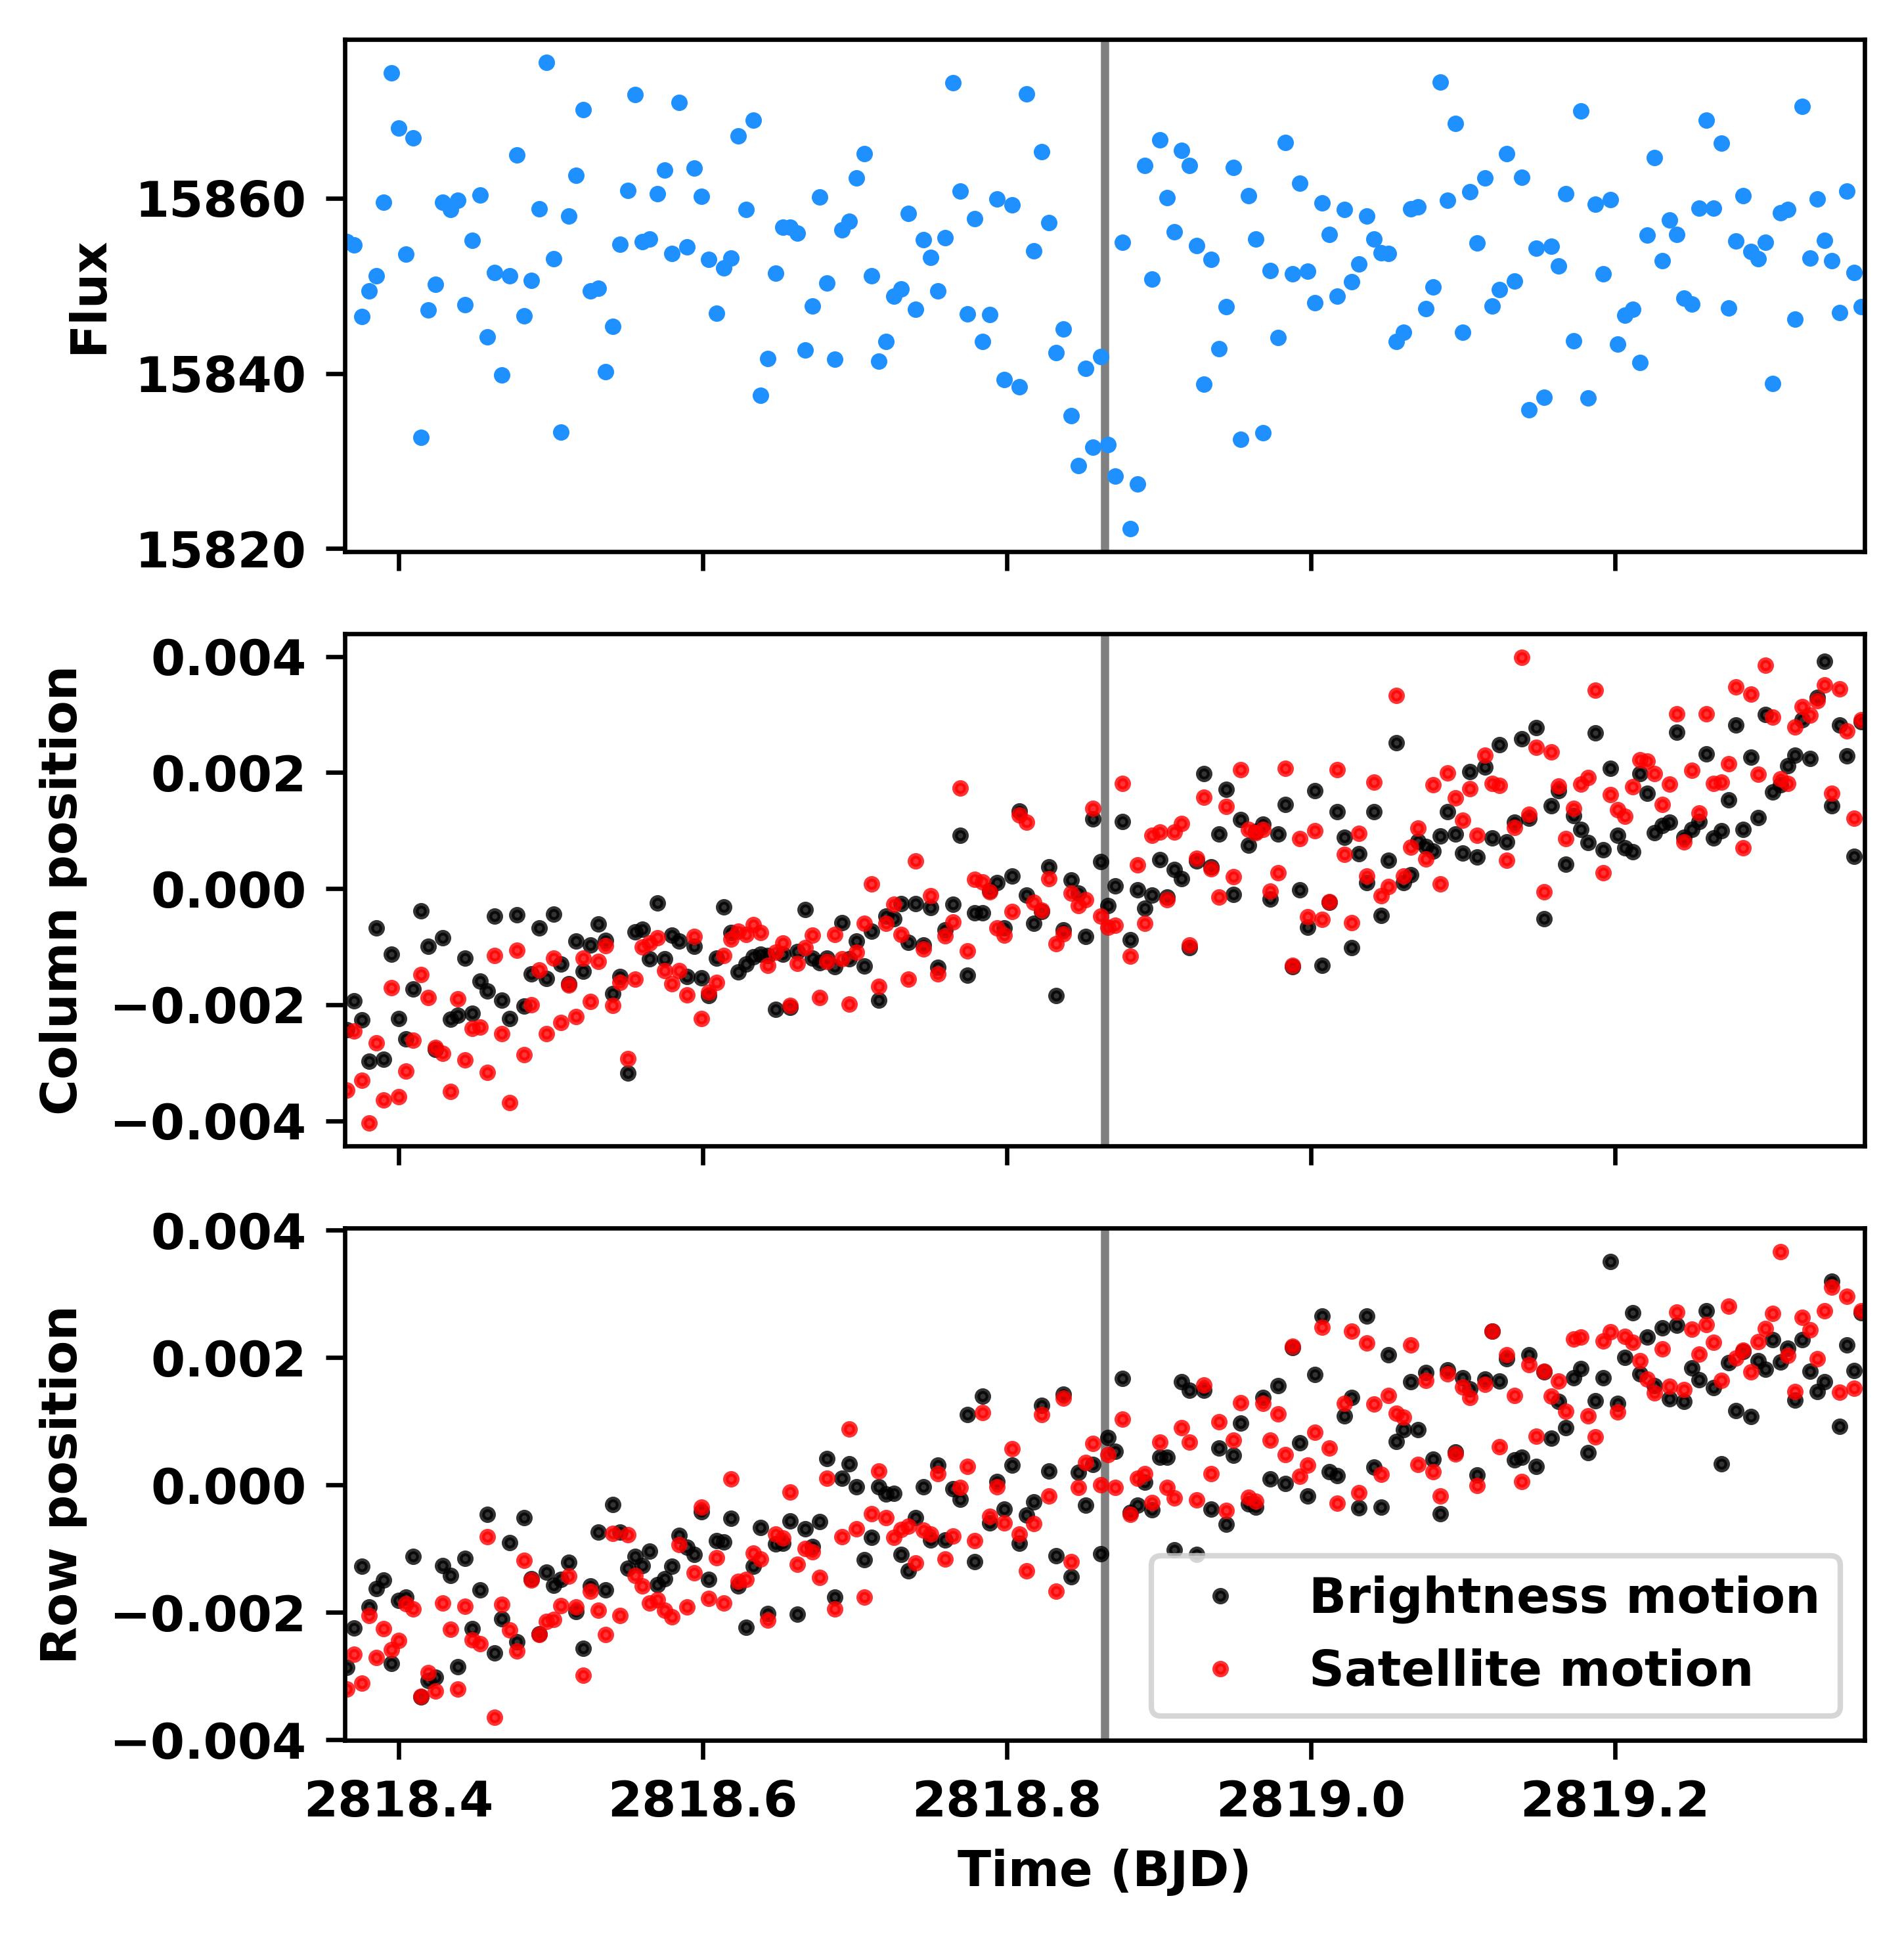 Flux
15860
15840
15820
Column position
0.004
0.002
0.000
−0.002
−0.004
Row position
0.004
0.002
0.000
−0.002
−0.004
Brightness motion
Satellite motion
2818.4 2818.6 2818.8 2819.0 2819.2
Time (BJD)